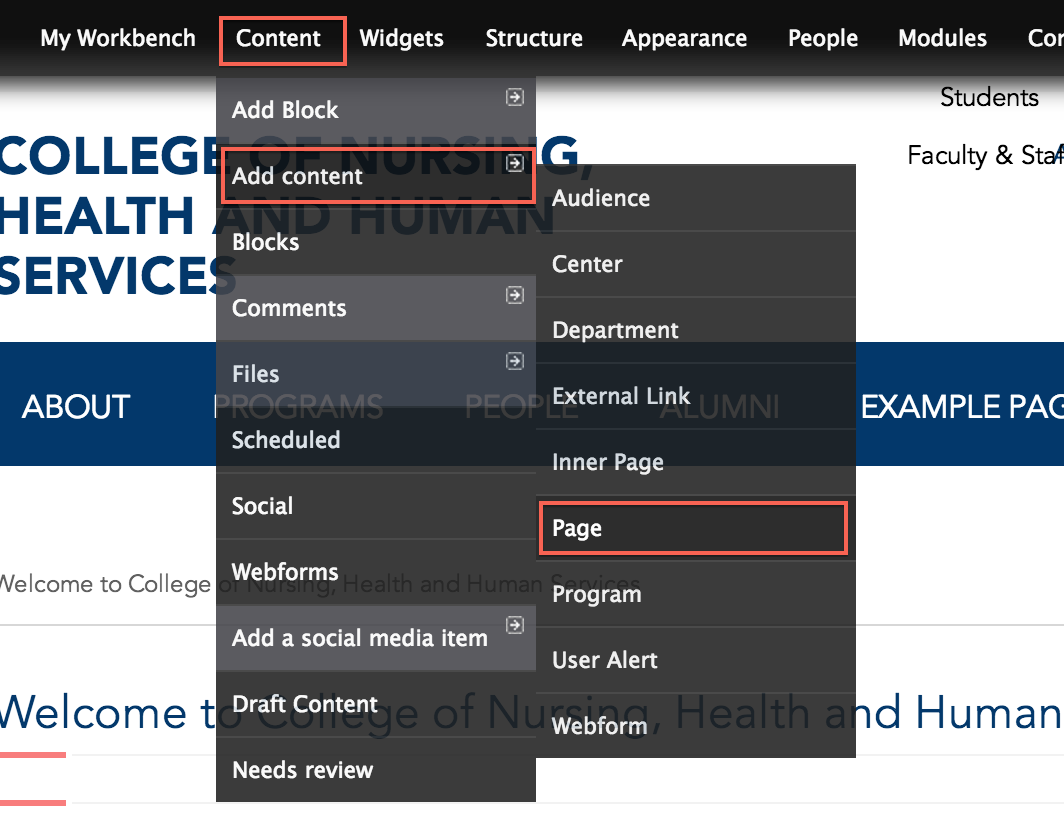 My Workbench Content Widgets Structure Appearance People Modules
Students
Faculty & Staf
COLLEGE OF NURSING,
HEALTH AND HUMAN
SERVICES
ABOUT PROGRAMS PEOPLE ALUMNI EXAMPLE PAG
Add Block
Add content
Blocks
Comments
Files
Scheduled
Social
Webforms
Add a social media item
Draft Content
Needs review
Audience
Center
Department
External Link
Inner Page
Page
Program
User Alert
Webform
Welcome to College of Nursing, Health and Human Services
Welcome to College of Nursing, Health and Human